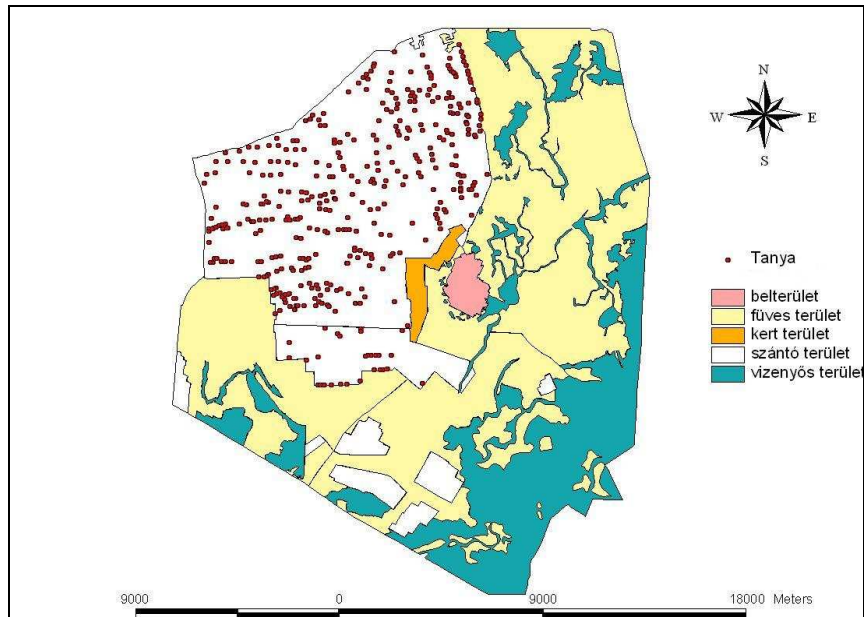 N
W E
S
Tanya
belterület
füves terület
kert terület
szántó terület
vizenyős terület
9000 0 9000 18000 Meters